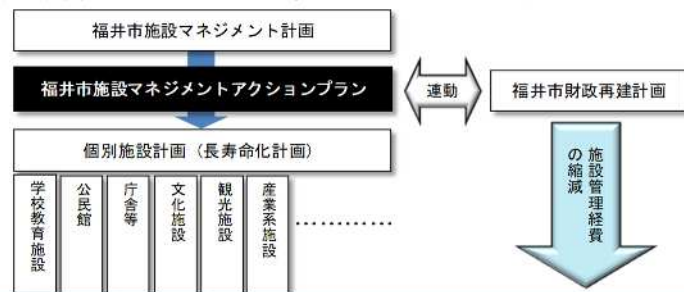 福井市施設マネジメント計画
福井市施設マネジメントアクションプラン
連動
福井市財政再建計画
個別施設計画（長寿命化計画）
学校教育施設
公民館
庁舎等
文化施設
観光施設
産業系施設
…………
施設管理経費
の縮減